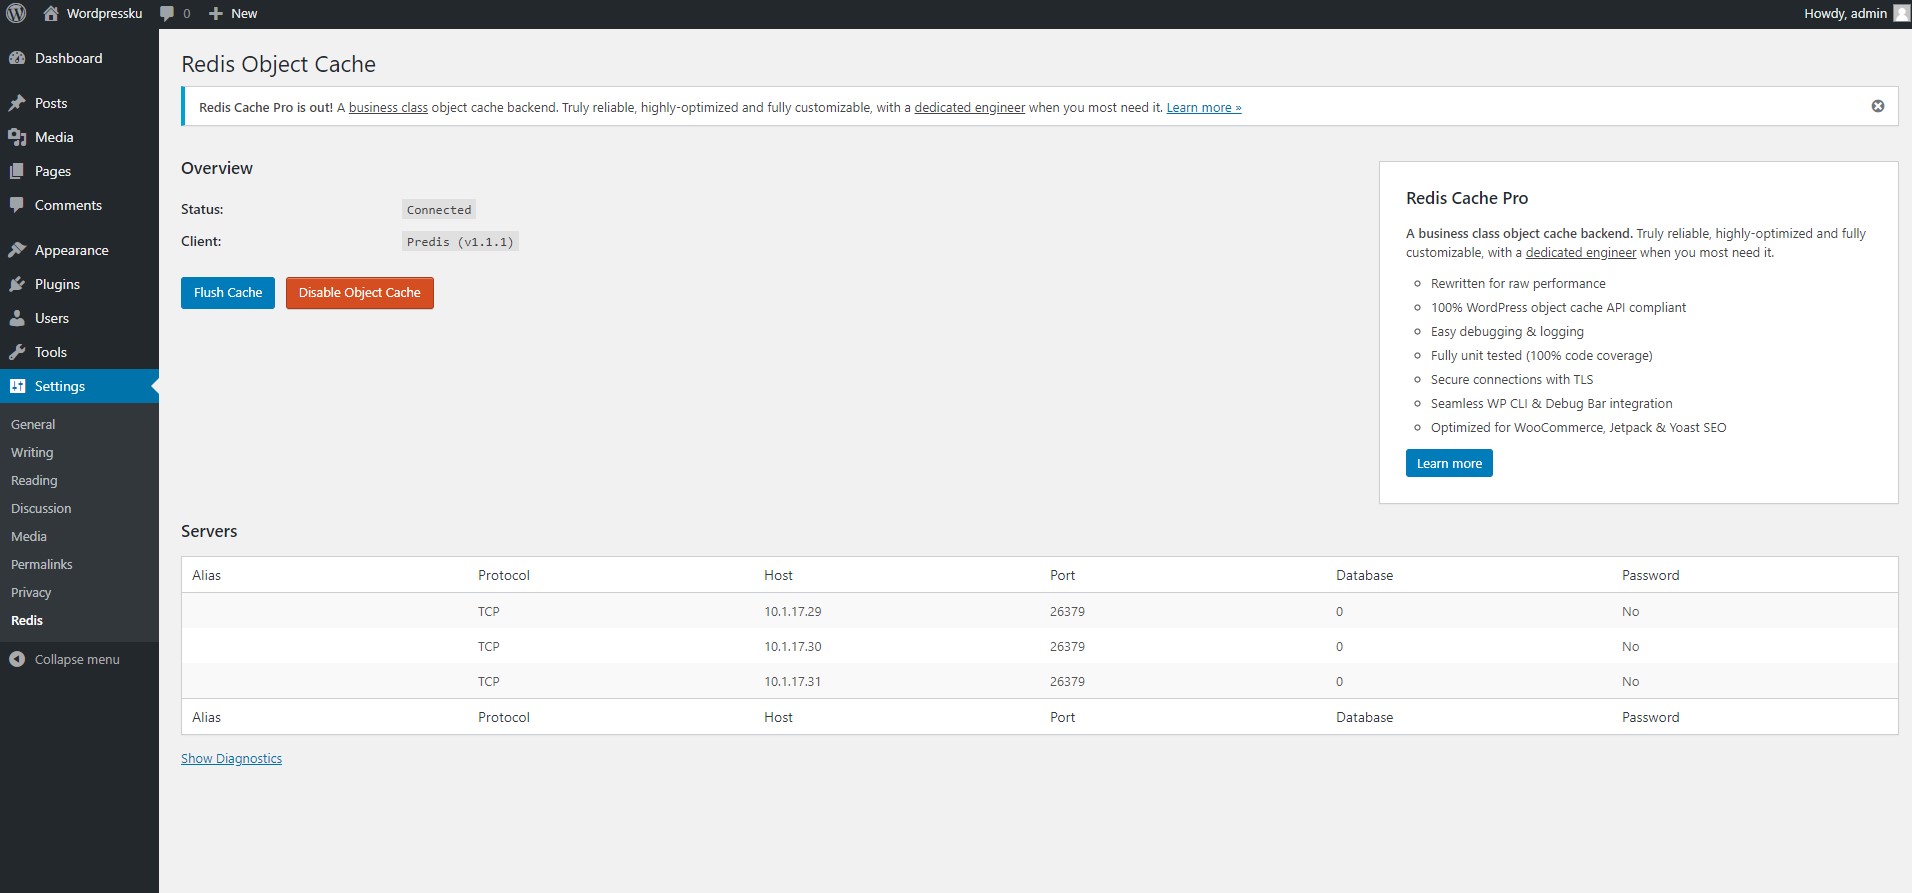 Wordpressku 0 New Howdy, admin
Dashboard
Posts
Media
Pages
Comments
Appearance
Plugins
Users
Tools
Settings
General
Writing
Reading
Discussion
Media
Permalinks
Privacy
Redis
Collapse menu
Redis Object Cache
Redis Cache Pro is out! A business class object cache backend. Truly reliable, highly-optimized and fully customizable, with a dedicated engineer when you most need it. Learn more »
Overview
Status: Connected
Client: Predis (v1.1.1)
Flush Cache Disable Object Cache
Redis Cache Pro
A business class object cache backend. Truly reliable, highly-optimized and fully
customizable, with a dedicated engineer when you most need it.
Rewritten for raw performance
100% WordPress object cache API compliant
Easy debugging & logging
Fully unit tested (100% code coverage)
Secure connections with TLS
Seamless WP CLI & Debug Bar integration
Optimized for WooCommerce, Jetpack & Yoast SEO
Learn more
Servers
Alias Protocol Host Port Database Password
TCP 10.1.17.29 26379 0 No
TCP 10.1.17.30 26379 0 No
TCP 10.1.17.31 26379 0 No
Alias Protocol Host Port Database Password
Show Diagnostics